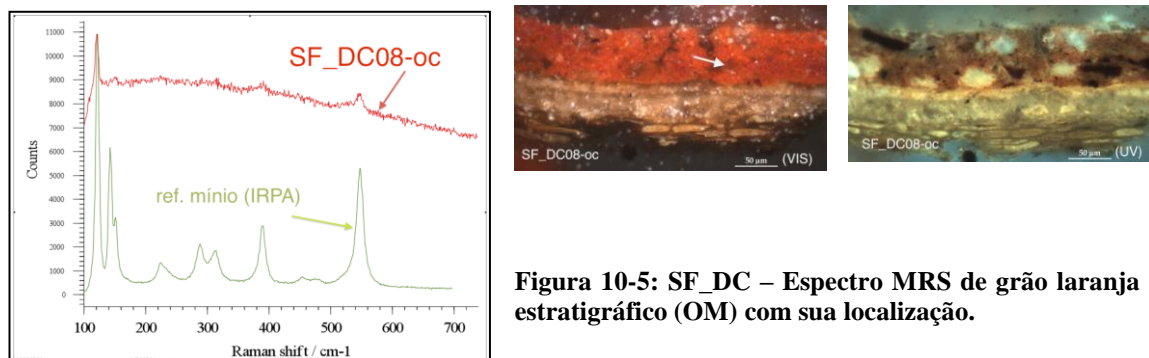 11000
10000
9000
8000
7000
6000
5000
4000
3000
2000
1000
0
Counts
SF_DC08-oc
ref. mínio (IRPA)
100 200 300 400 500 600 700
Raman shift / cm-1
SF_DC08-oc 50 µm (VIS)
SF_DC08-oc 50 µm (UV)
Figura 10-5: SF_DC – Espectro MRS de grão laranja
estratigráfico (OM) com sua localização.